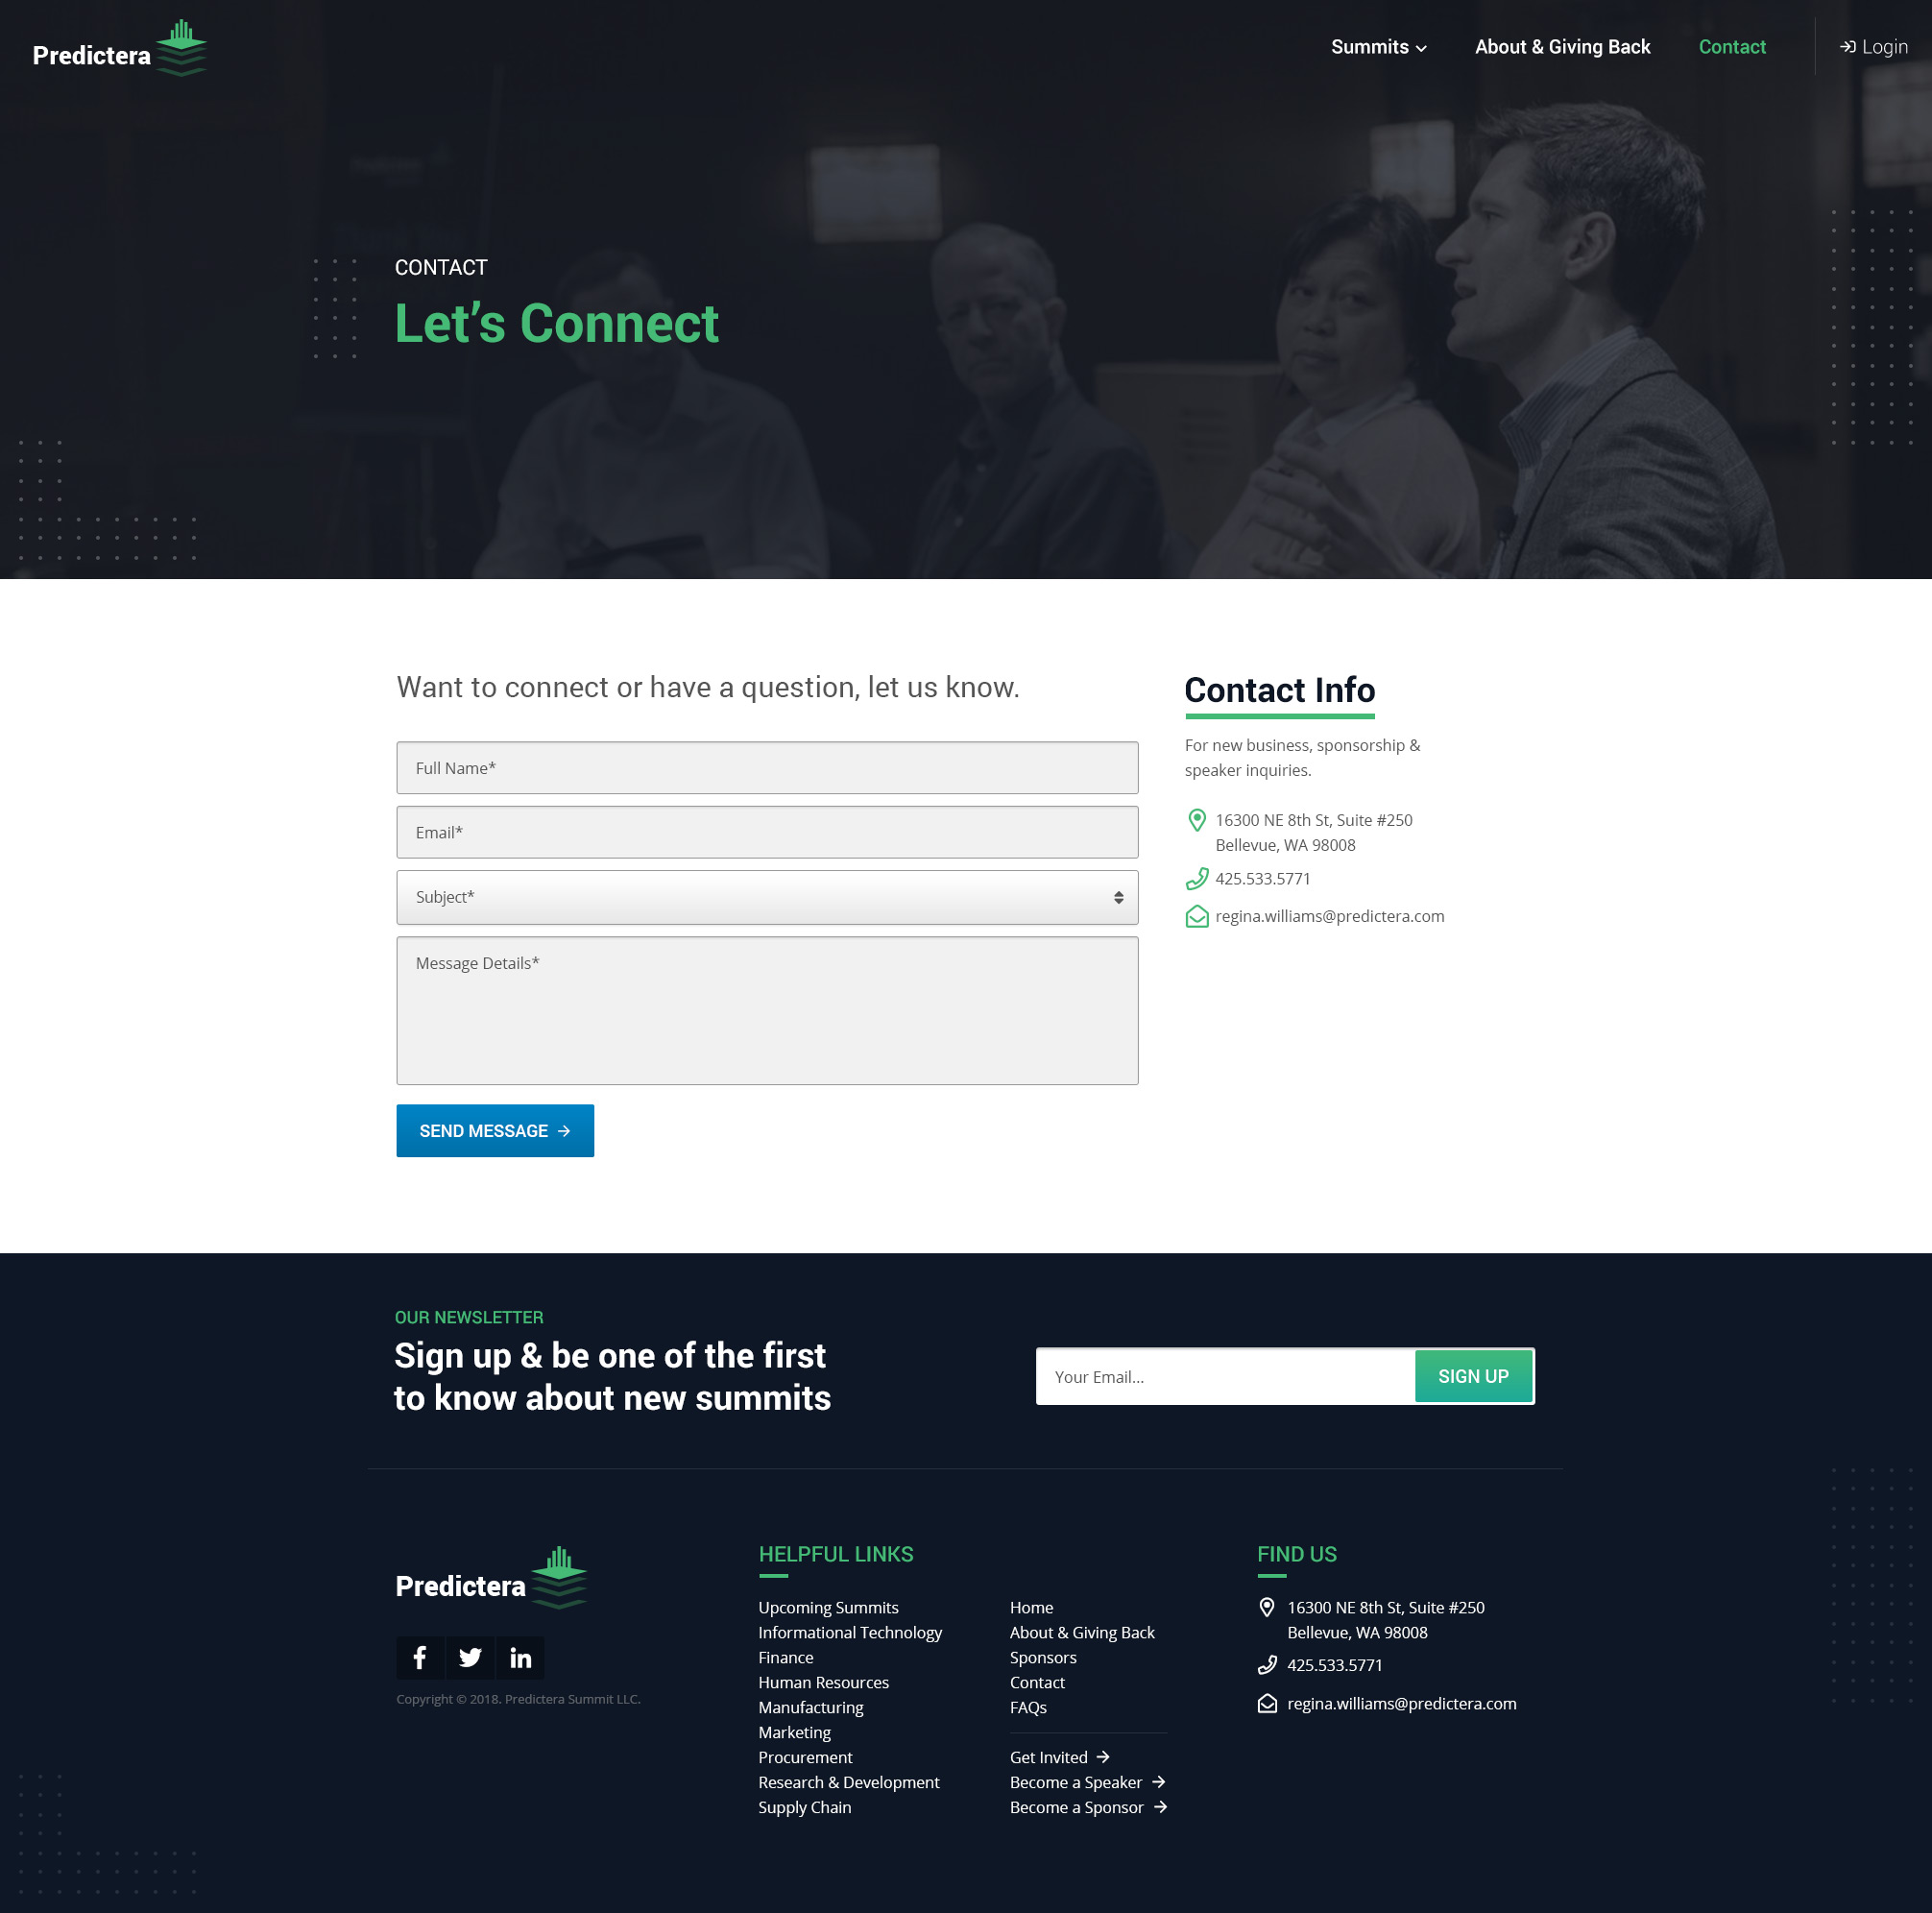 Predictera
Summits
About & Giving Back
Contact
Login
CONTACT
Let's Connect
Want to connect or have a question, let us know.
Full Name*
Email*
Subject*
Message Details*
SEND MESSAGE
Contact Info
For new business, sponsorship &
speaker inquiries.
16300 NE 8th St, Suite #250
Bellevue, WA 98008
425.533.5771
regina.williams@predictera.com
OUR NEWSLETTER
Sign up & be one of the first
to know about new summits
Your Email...
SIGN UP
Predictera
Copyright © 2018. Predictera Summit LLC.
HELPFUL LINKS
Upcoming Summits
Informational Technology
Finance
Human Resources
Manufacturing
Marketing
Procurement
Research & Development
Supply Chain
Home
About & Giving Back
Sponsors
Contact
FAQs
Get Invited
Become a Speaker
Become a Sponsor
FIND US
16300 NE 8th St, Suite #250
Bellevue, WA 98008
425.533.5771
regina.williams@predictera.com